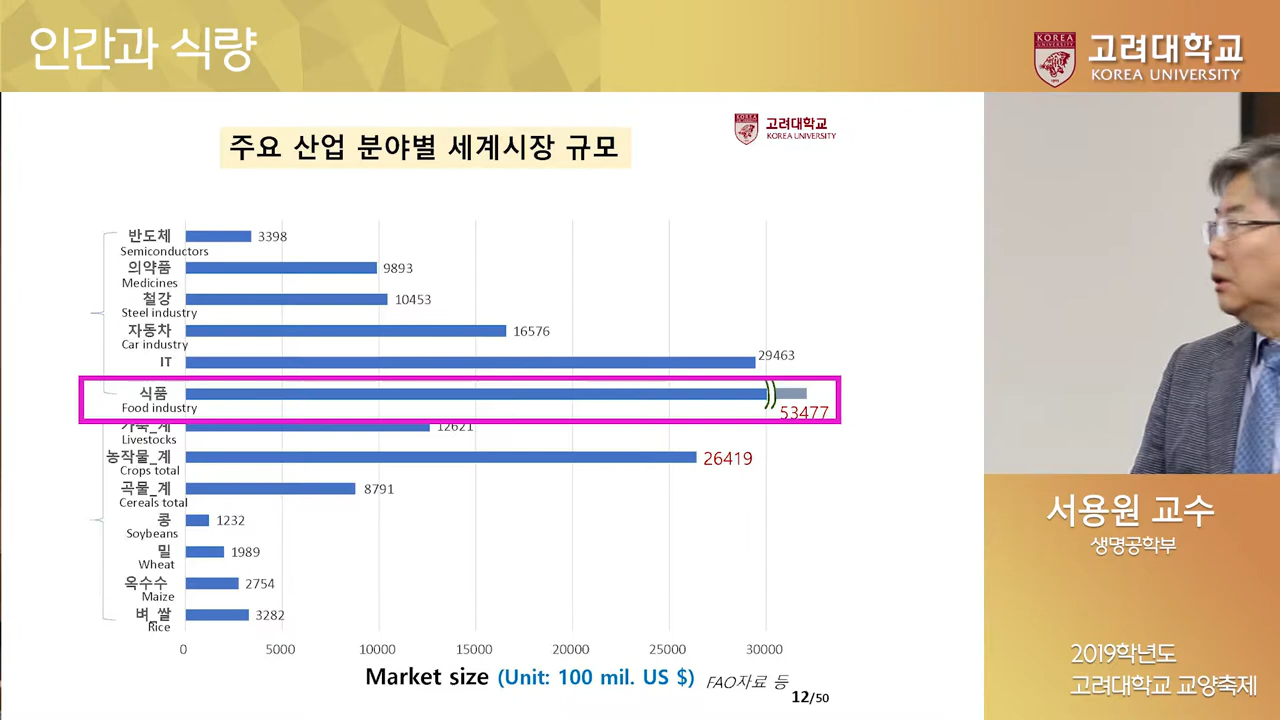 인간과 식량
고려대학교
KOREA UNIVERSITY
고려대학교
KOREA UNIVERSITY
주요 산업 분야별 세계시장 규모
반도체 3398
Semiconductors
의약품 9893
Medicines
철강 10453
Steel industry
자동차 16576
Car industry
IT 29463
식품
Food industry 53477
가축_계 12621
Livestocks
농작물_계 26419
Crops total
곡물_계 8791
Cereals total
콩 1232
Soybeans
밀 1989
Wheat
옥수수 2754
Maize
벼_쌀 3282
Rice
0 5000 10000 15000 20000 25000 30000
Market size (Unit: 100 mil. US $) FAO자료 등
12/50
서용원 교수
생명공학부
2019학년도
고려대학교 교양축제